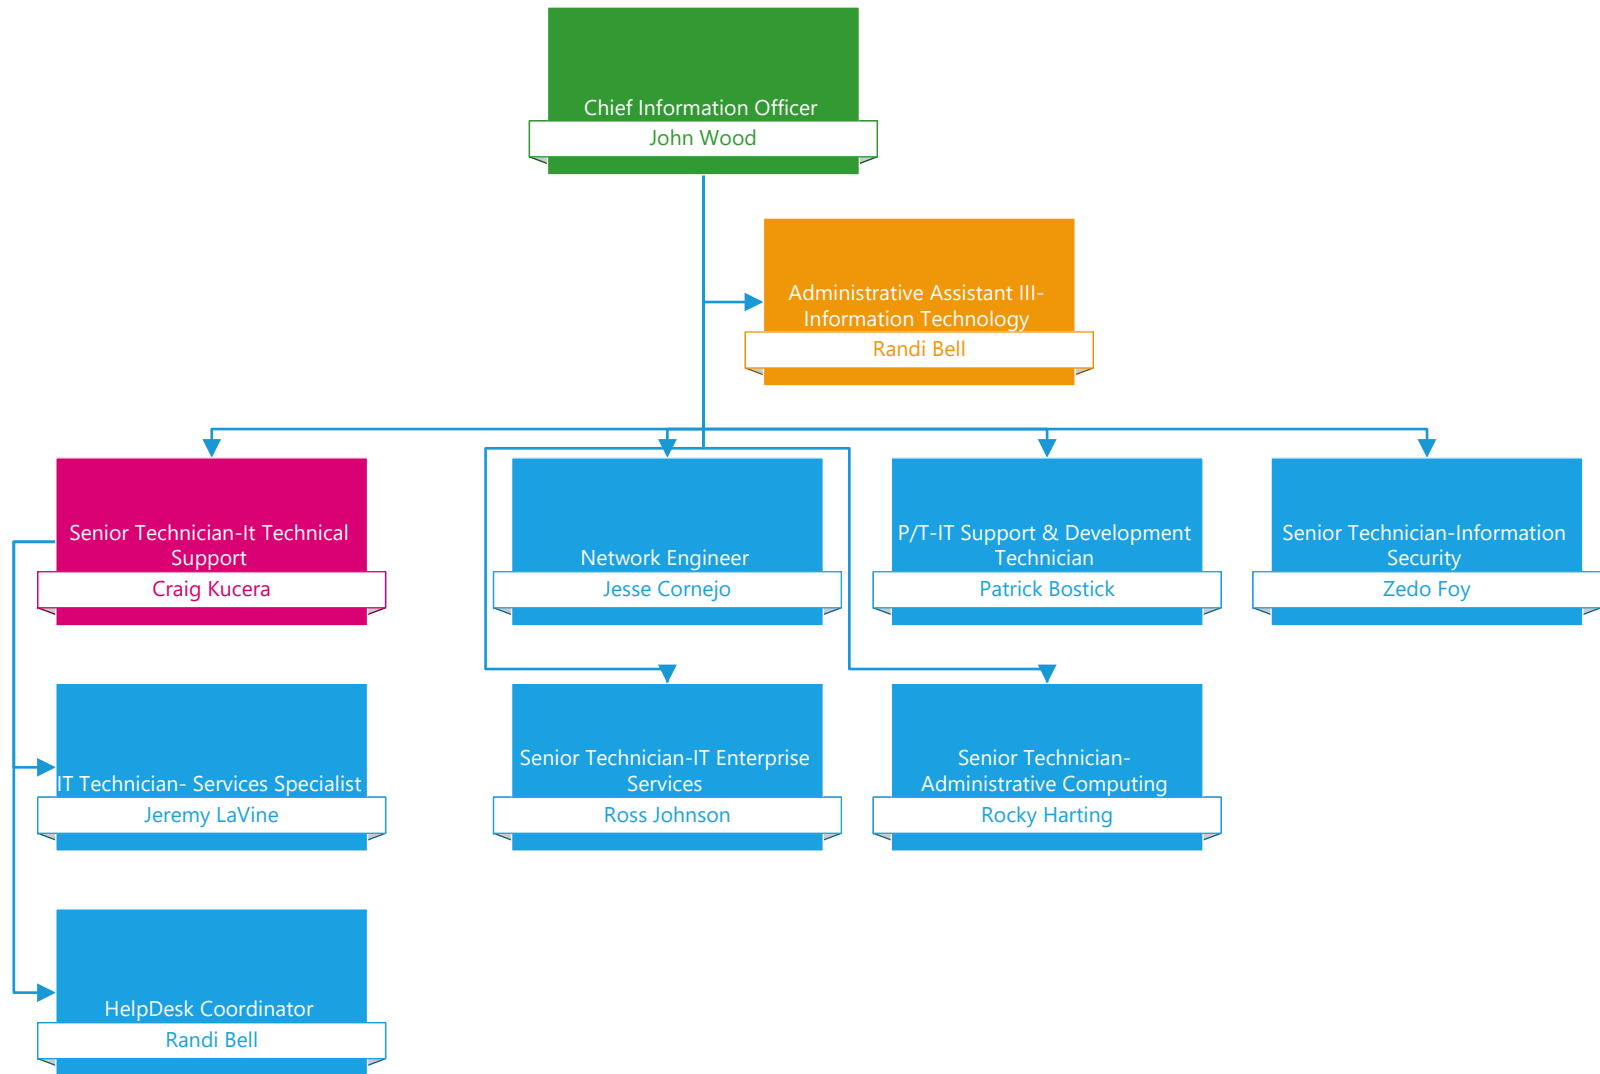 Chief Information Officer
John Wood
Administrative Assistant III-
Information Technology
Randi Bell
Senior Technician-It Technical
Support
Craig Kucera
Network Engineer
Jesse Cornejo
P/T-IT Support & Development
Technician
Patrick Bostick
Senior Technician-Information
Security
Zedo Foy
IT Technician- Services Specialist
Jeremy LaVine
Senior Technician-IT Enterprise
Services
Ross Johnson
Senior Technician-
Administrative Computing
Rocky Harting
HelpDesk Coordinator
Randi Bell